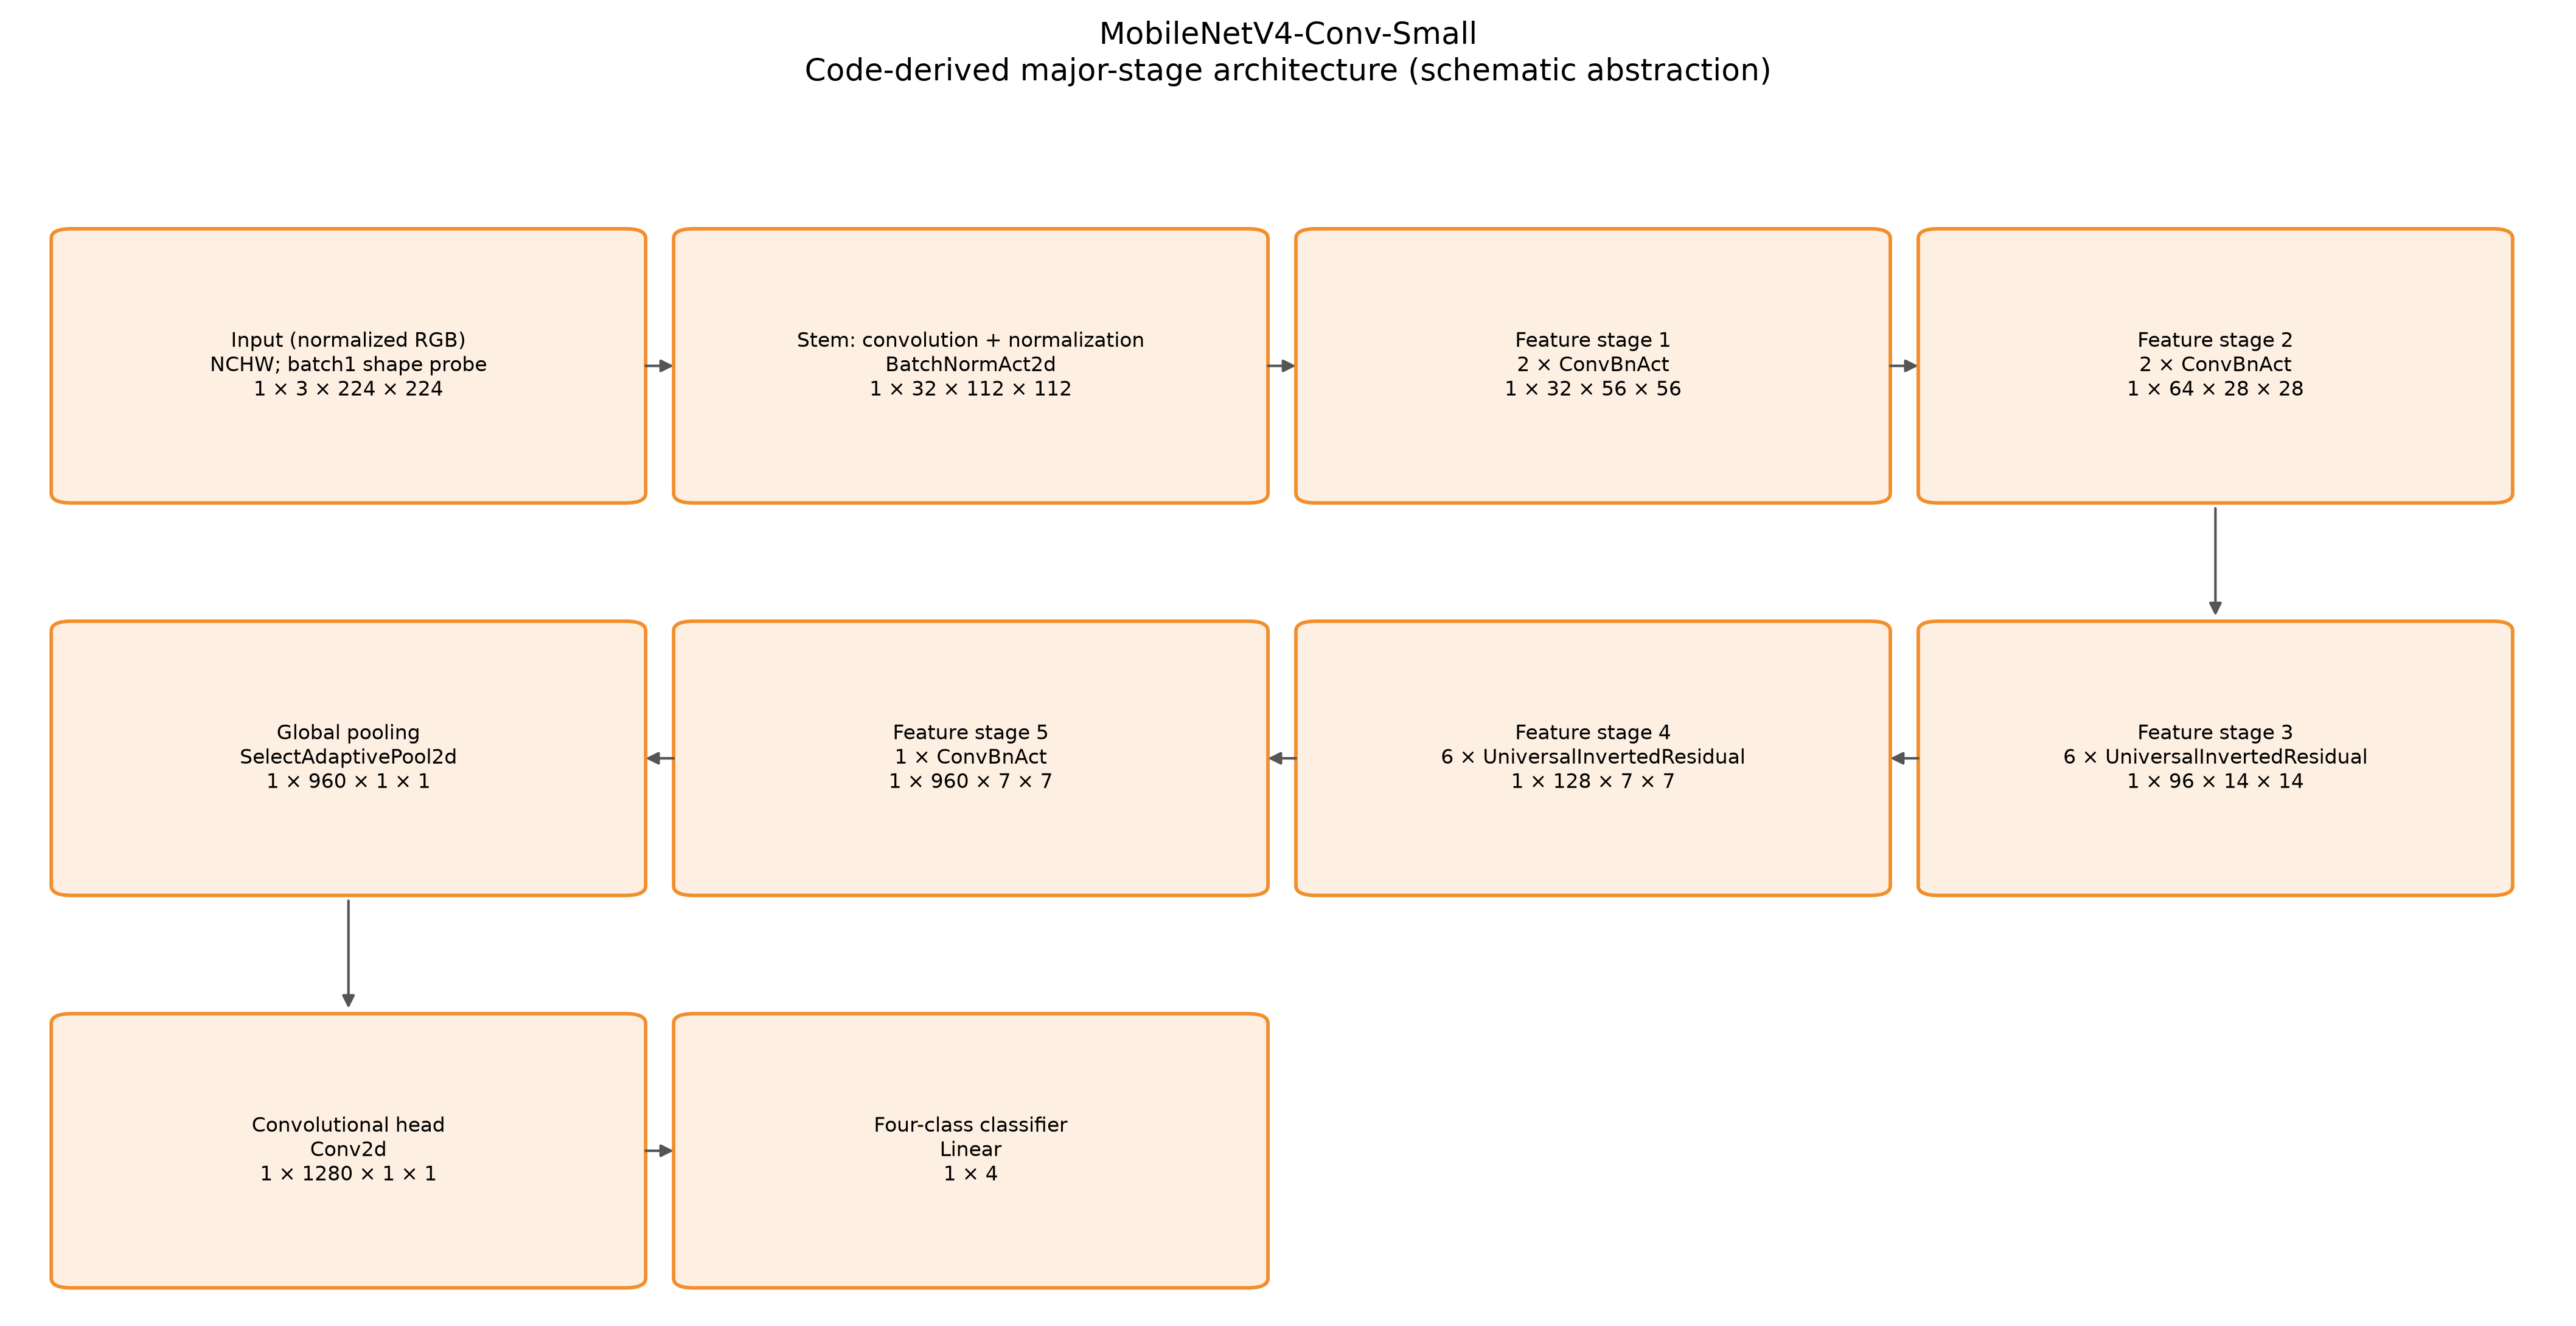 MobileNetV4-Conv-Small
Code-derived major-stage architecture (schematic abstraction)
Input (normalized RGB)
NCHW; batch1 shape probe
1 × 3 × 224 × 224
Stem: convolution + normalization
BatchNormAct2d
1 × 32 × 112 × 112
Feature stage 1
2 × ConvBnAct
1 × 32 × 56 × 56
Feature stage 2
2 × ConvBnAct
1 × 64 × 28 × 28
Feature stage 3
6 × UniversalInvertedResidual
1 × 96 × 14 × 14
Feature stage 4
6 × UniversalInvertedResidual
1 × 128 × 7 × 7
Feature stage 5
1 × ConvBnAct
1 × 960 × 7 × 7
Global pooling
SelectAdaptivePool2d
1 × 960 × 1 × 1
Convolutional head
Conv2d
1 × 1280 × 1 × 1
Four-class classifier
Linear
1 × 4